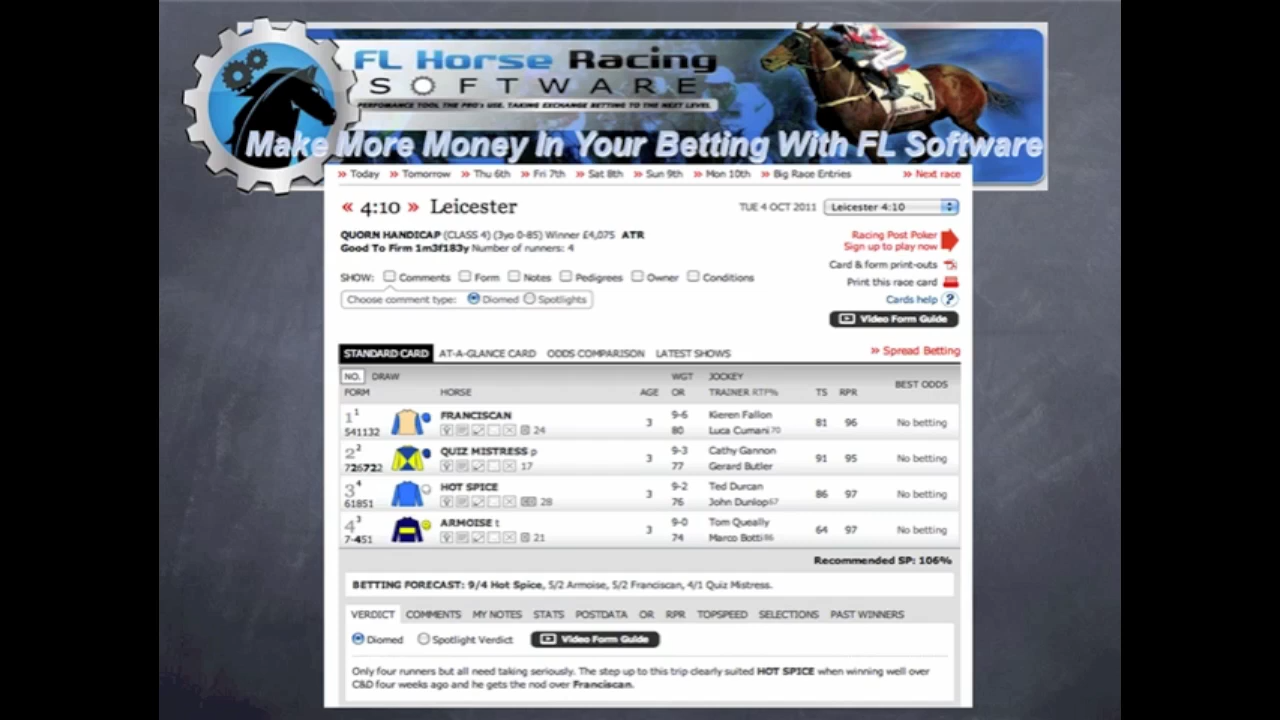 FL Horse Racing
SOFTWARE
PERFOMANCE TOOL THE PRO's USE. TAKING EXCHANGE BETTING TO THE NEXT LEVEL
Make More Money In Your Betting With FL Software
» Today » Tomorrow » Thu 6th » Fri 7th » Sat 8th » Sun 9th » Mon 10th » Big Race Entries » Next race
« 4:10 » Leicester TUE 4 OCT 2011 Leicester 4:10
QUORN HANDICAP (CLASS 4) (3yo 0-85) Winner £4,075 ATR
Good To Firm 1m3f183y Number of runners: 4
Racing Post Poker
Sign up to play now
Card & form print-outs
SHOW: Comments Form Notes Pedigrees Owner Conditions
Print this race card
Choose comment type: Diomed Spotlights
Cards help ?
Video Form Guide
STANDARD CARD AT-A-GLANCE CARD ODDS COMPARISON LATEST SHOWS » Spread Betting
NO. DRAW WGT JOCKEY
FORM HORSE AGE OR TRAINER RTF% TS RPR BEST ODDS
1 1 FRANCISCAN 3 9-6 Kieren Fallon 81 96 No betting
541132 24 80 Luca Cumani 70
2 2 QUIZ MISTRESS p 3 9-3 Cathy Gannon 91 95 No betting
726722 17 77 Gerard Butler
3 4 HOT SPICE 3 9-2 Ted Durcan 86 97 No betting
61851 28 76 John Dunlop 67
4 3 ARMOISE t 3 9-0 Tom Queally 64 97 No betting
7-451 21 74 Marco Botti 86
Recommended SP: 106%
BETTING FORECAST: 9/4 Hot Spice, 5/2 Armoise, 5/2 Franciscan, 4/1 Quiz Mistress.
VERDICT COMMENTS MY NOTES STATS POSTDATA OR RPR TOPSPEED SELECTIONS PAST WINNERS
Diomed Spotlight Verdict Video Form Guide
Only four runners but all need taking seriously. The step up to this trip clearly suited HOT SPICE when winning well over
C&D four weeks ago and he gets the nod over Franciscan.